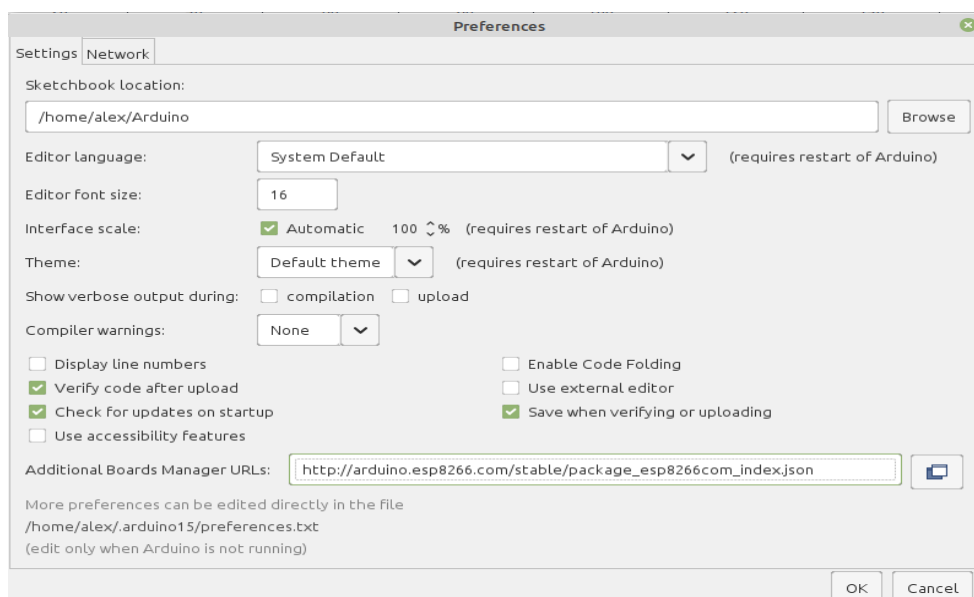 Preferences
Settings Network
Sketchbook location:
/home/alex/Arduino Browse
Editor language: System Default (requires restart of Arduino)
Editor font size: 16
Interface scale: Automatic 100 % (requires restart of Arduino)
Theme: Default theme (requires restart of Arduino)
Show verbose output during: compilation upload
Compiler warnings: None
Display line numbers Enable Code Folding
Verify code after upload Use external editor
Check for updates on startup Save when verifying or uploading
Use accessibility features
Additional Boards Manager URLs: http://arduino.esp8266.com/stable/package_esp8266com_index.json
More preferences can be edited directly in the file
/home/alex/.arduino15/preferences.txt
(edit only when Arduino is not running)
OK Cancel